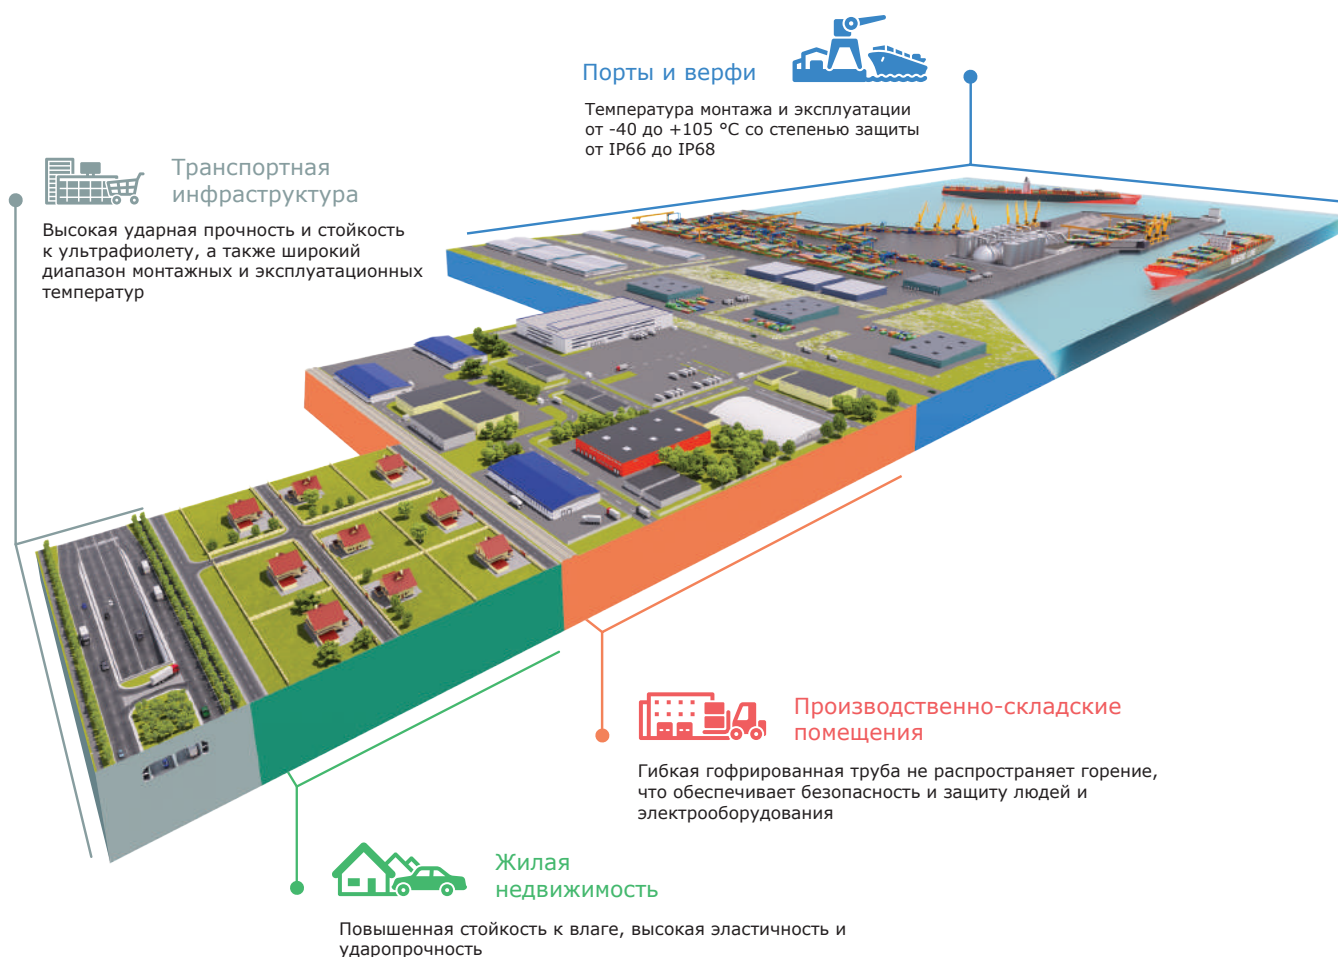 Порты и верфи
Температура монтажа и эксплуатации
от -40 до +105 °C со степенью защиты
от IP66 до IP68
Транспортная
инфраструктура
Высокая ударная прочность и стойкость
к ультрафиолету, а также широкий
диапазон монтажных и эксплуатационных
температур
Производственно-складские
помещения
Гибкая гофрированная труба не распространяет горение,
что обеспечивает безопасность и защиту людей и
электрооборудования
Жилая
недвижимость
Повышенная стойкость к влаге, высокая эластичность и
ударопрочность